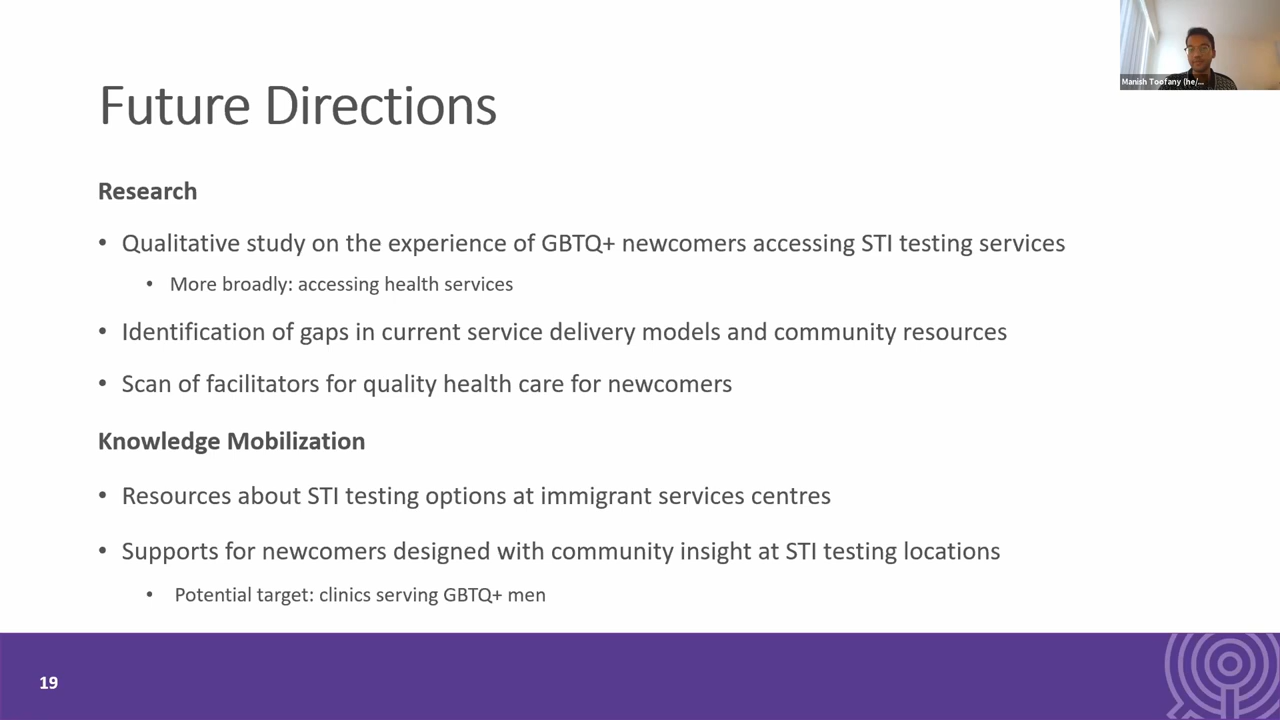 Manish Toofany (he/...
Future Directions
Research
• Qualitative study on the experience of GBTQ+ newcomers accessing STI testing services
• More broadly: accessing health services
• Identification of gaps in current service delivery models and community resources
• Scan of facilitators for quality health care for newcomers
Knowledge Mobilization
• Resources about STI testing options at immigrant services centres
• Supports for newcomers designed with community insight at STI testing locations
• Potential target: clinics serving GBTQ+ men
19